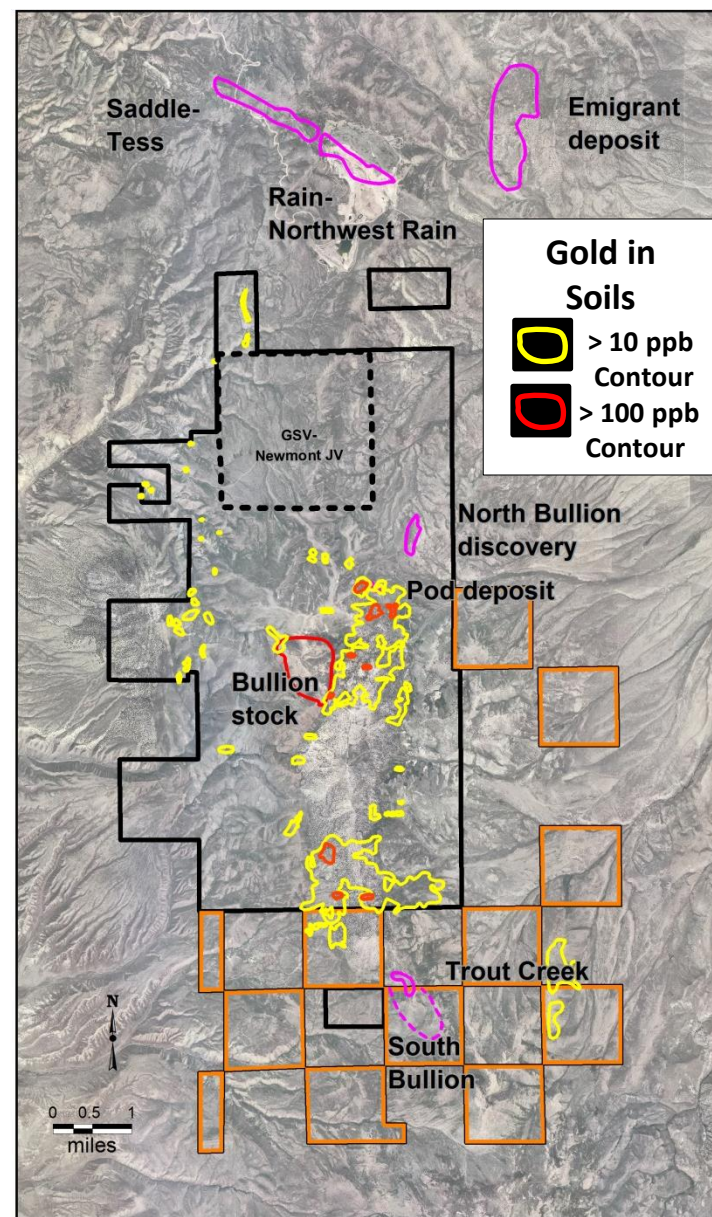 Saddle-
Tess
Emigrant
deposit
Rain-
Northwest Rain
Gold in
Soils
> 10 ppb
Contour
> 100 ppb
Contour
GSV-
Newmont JV
North Bullion
discovery
Pod deposit
Bullion
stock
Trout Creek
South
Bullion
N
0 0.5 1
miles